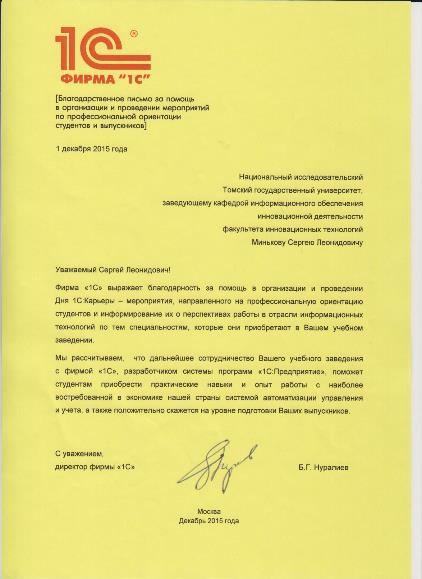 1С®
ФИРМА "1С"
[Благодарственное письмо за помощь
в организации и проведении мероприятий
по профессиональной ориентации
студентов и выпускников]
1 декабря 2015 года
Национальный исследовательский
Томский государственный университет,
заведующему кафедрой информационного обеспечения
инновационной деятельности
факультета инновационных технологий
Минькову Сергею Леонидовичу
Уважаемый Сергей Леонидович!
Фирма «1С» выражает благодарность за помощь в организации и проведении
Дня 1С:Карьеры – мероприятия, направленного на профессиональную ориентацию
студентов и информирование их о перспективах работы в отрасли информационных
технологий по тем специальностям, которые они приобретают в Вашем учебном
заведении.
Мы рассчитываем, что дальнейшее сотрудничество Вашего учебного заведения
с фирмой «1С», разработчиком системы программ «1С:Предприятие», поможет
студентам приобрести практические навыки и опыт работы с наиболее
востребованной в экономике нашей страны системой автоматизации управления
и учета, а также положительно скажется на уровне подготовки Ваших выпускников.
С уважением,
директор фирмы «1С»
Б.Г. Нуралиев
Москва
Декабрь 2015 года